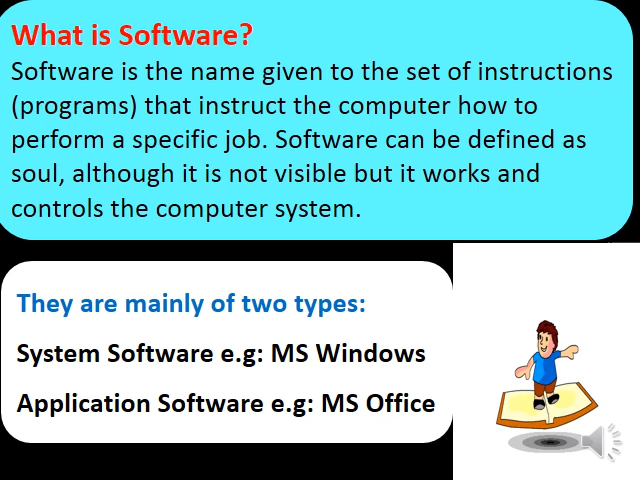 What is Software?
Software is the name given to the set of instructions
(programs) that instruct the computer how to
perform a specific job. Software can be defined as
soul, although it is not visible but it works and
controls the computer system.
They are mainly of two types:
System Software e.g: MS Windows
Application Software e.g: MS Office